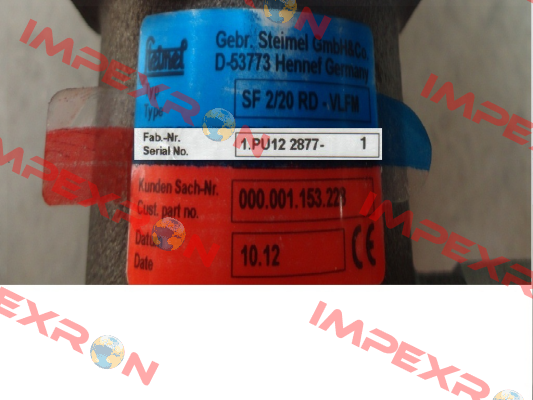 Steimel
Gebr. Steimel GmbH&Co.
D-53773 Hennef Germany
Type
SF 2/20 RD - VLFM
Fab.-Nr.
Serial No.
1.PU12 2877- 1
Kunden Sach-Nr.
Cust. part no.
000.001.153.223
Date
10.12
CE
IMPEXRON
IMPEXRON
IMPEXRON
IMPEXRON